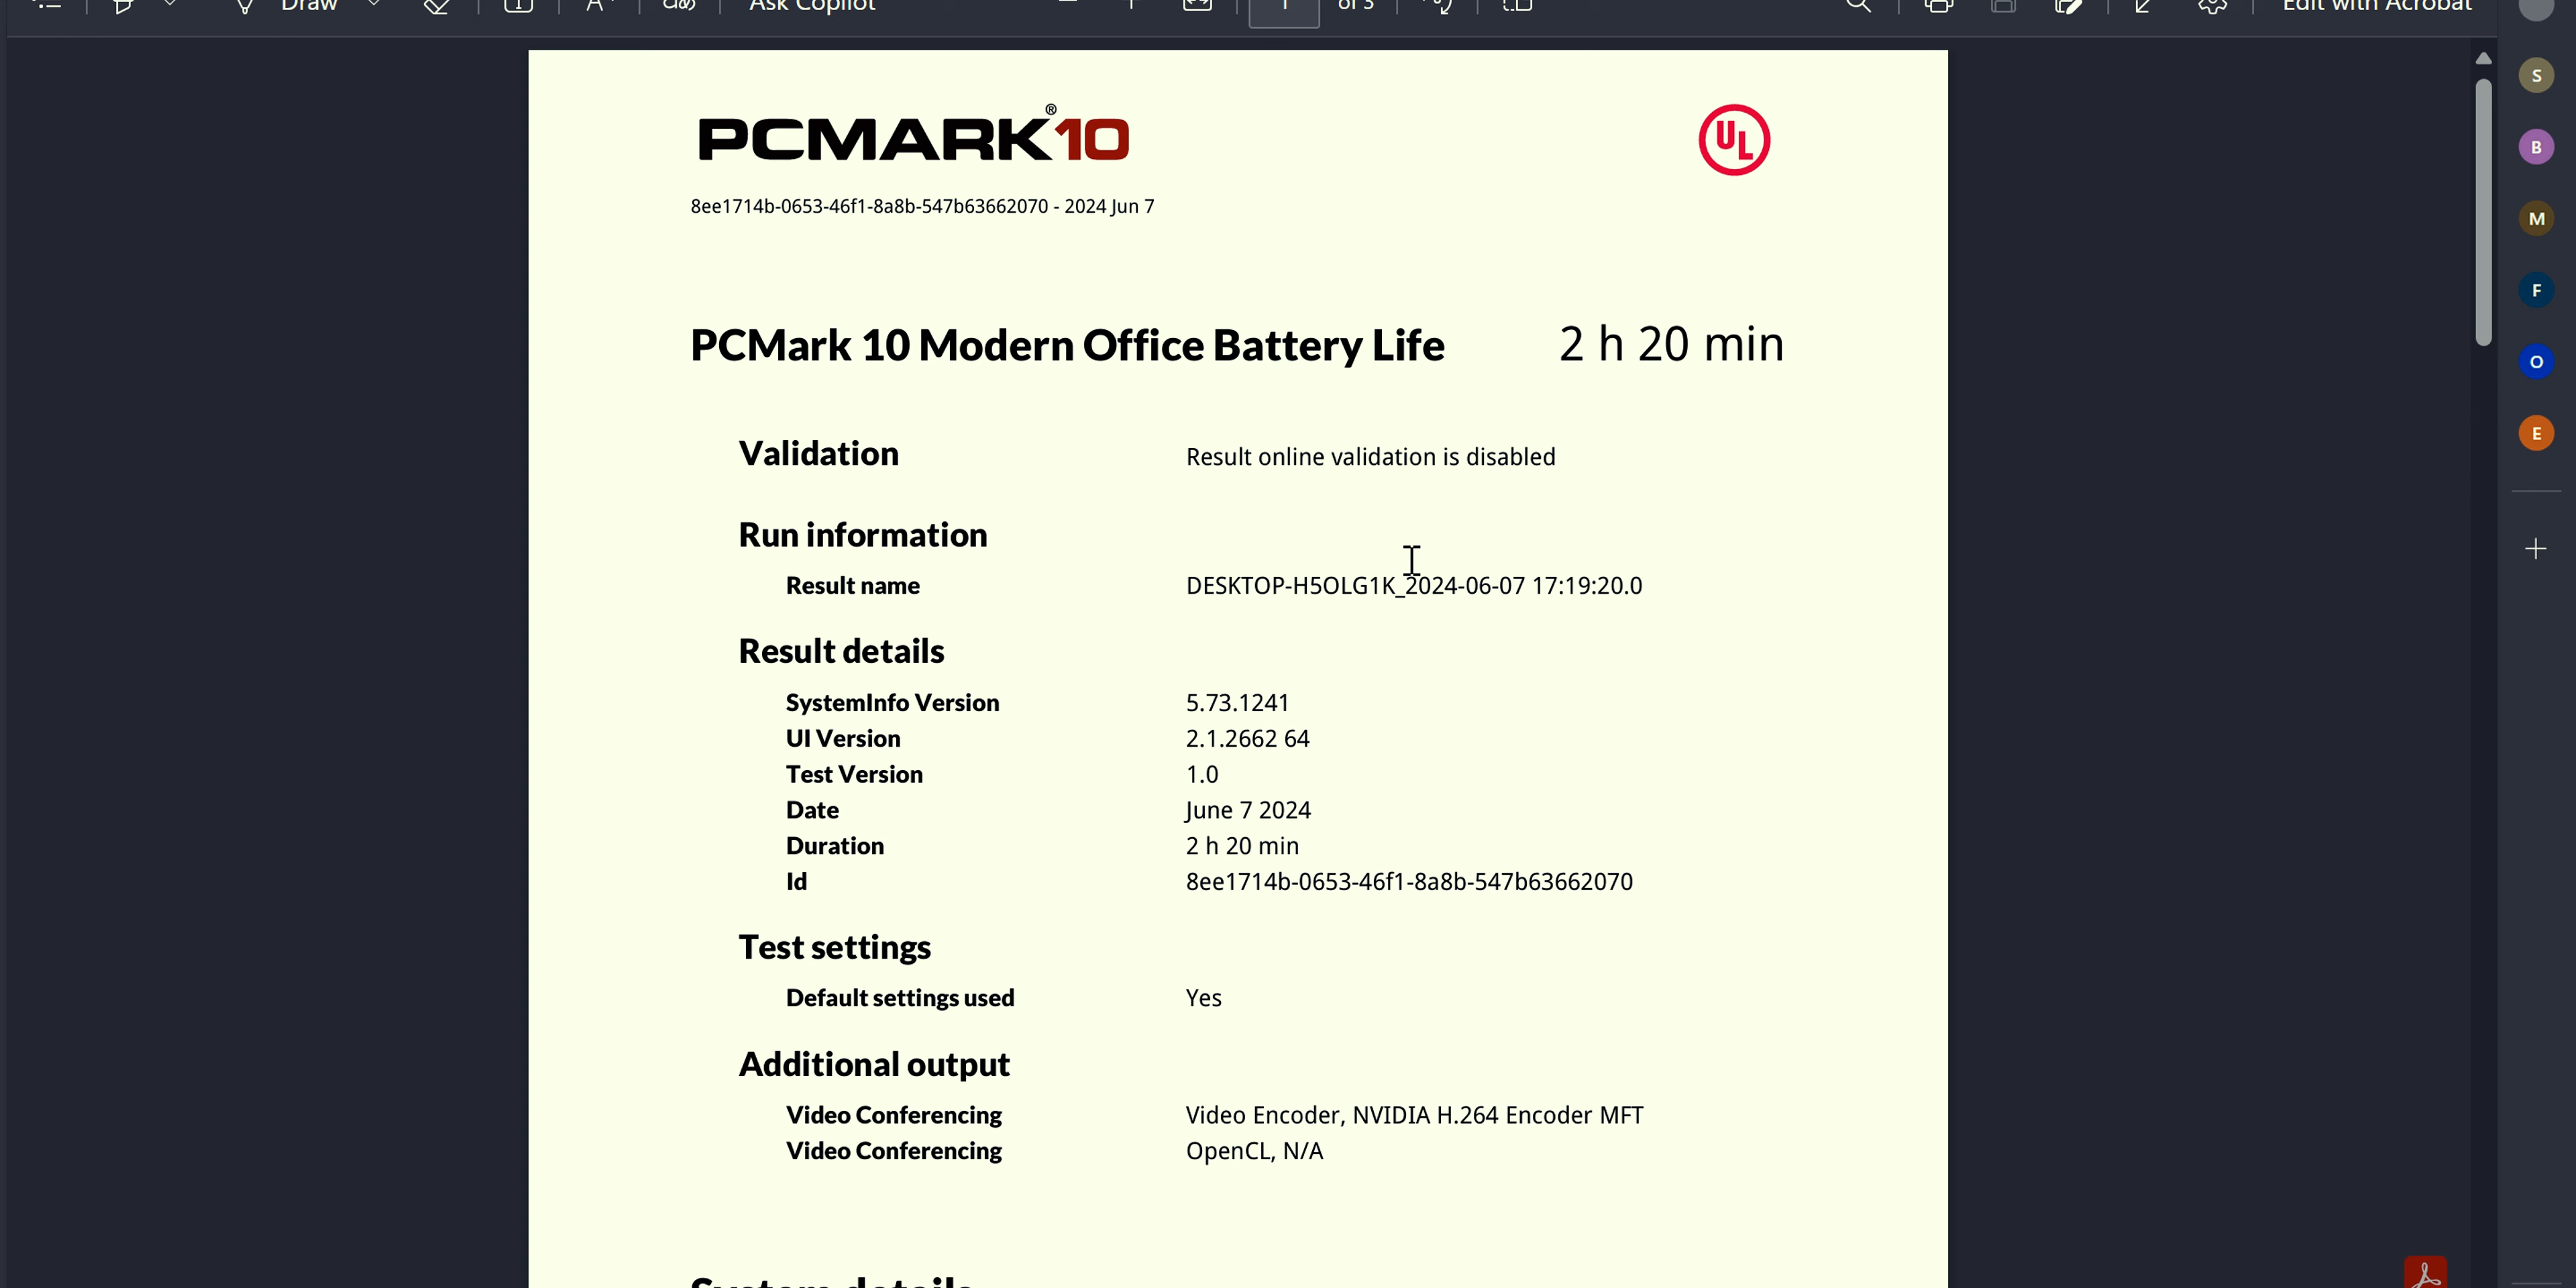 Draw Ask Copilot 1 of 3 Edit with Acrobat
PCMARK®10
UL
8ee1714b-0653-46f1-8a8b-547b63662070 - 2024 Jun 7
PCMark 10 Modern Office Battery Life 2 h 20 min
Validation Result online validation is disabled
Run information
Result name DESKTOP-H5OLG1K_2024-06-07 17:19:20.0
Result details
SystemInfo Version 5.73.1241
UI Version 2.1.2662 64
Test Version 1.0
Date June 7 2024
Duration 2 h 20 min
Id 8ee1714b-0653-46f1-8a8b-547b63662070
Test settings
Default settings used Yes
Additional output
Video Conferencing Video Encoder, NVIDIA H.264 Encoder MFT
Video Conferencing OpenCL, N/A
System details
S
B
M
F
O
E